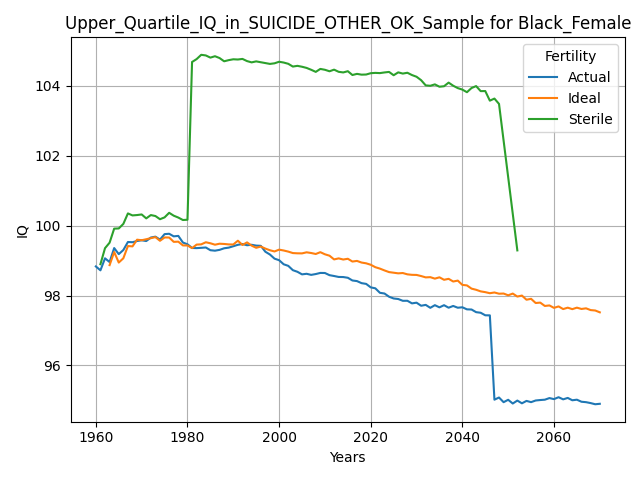 Upper_Quartile_IQ_in_SUICIDE_OTHER_OK_Sample for Black_Female
Fertility
Actual
Ideal
Sterile
104
102
100
98
96
IQ
1960
1980
2000
2020
2040
2060
Years